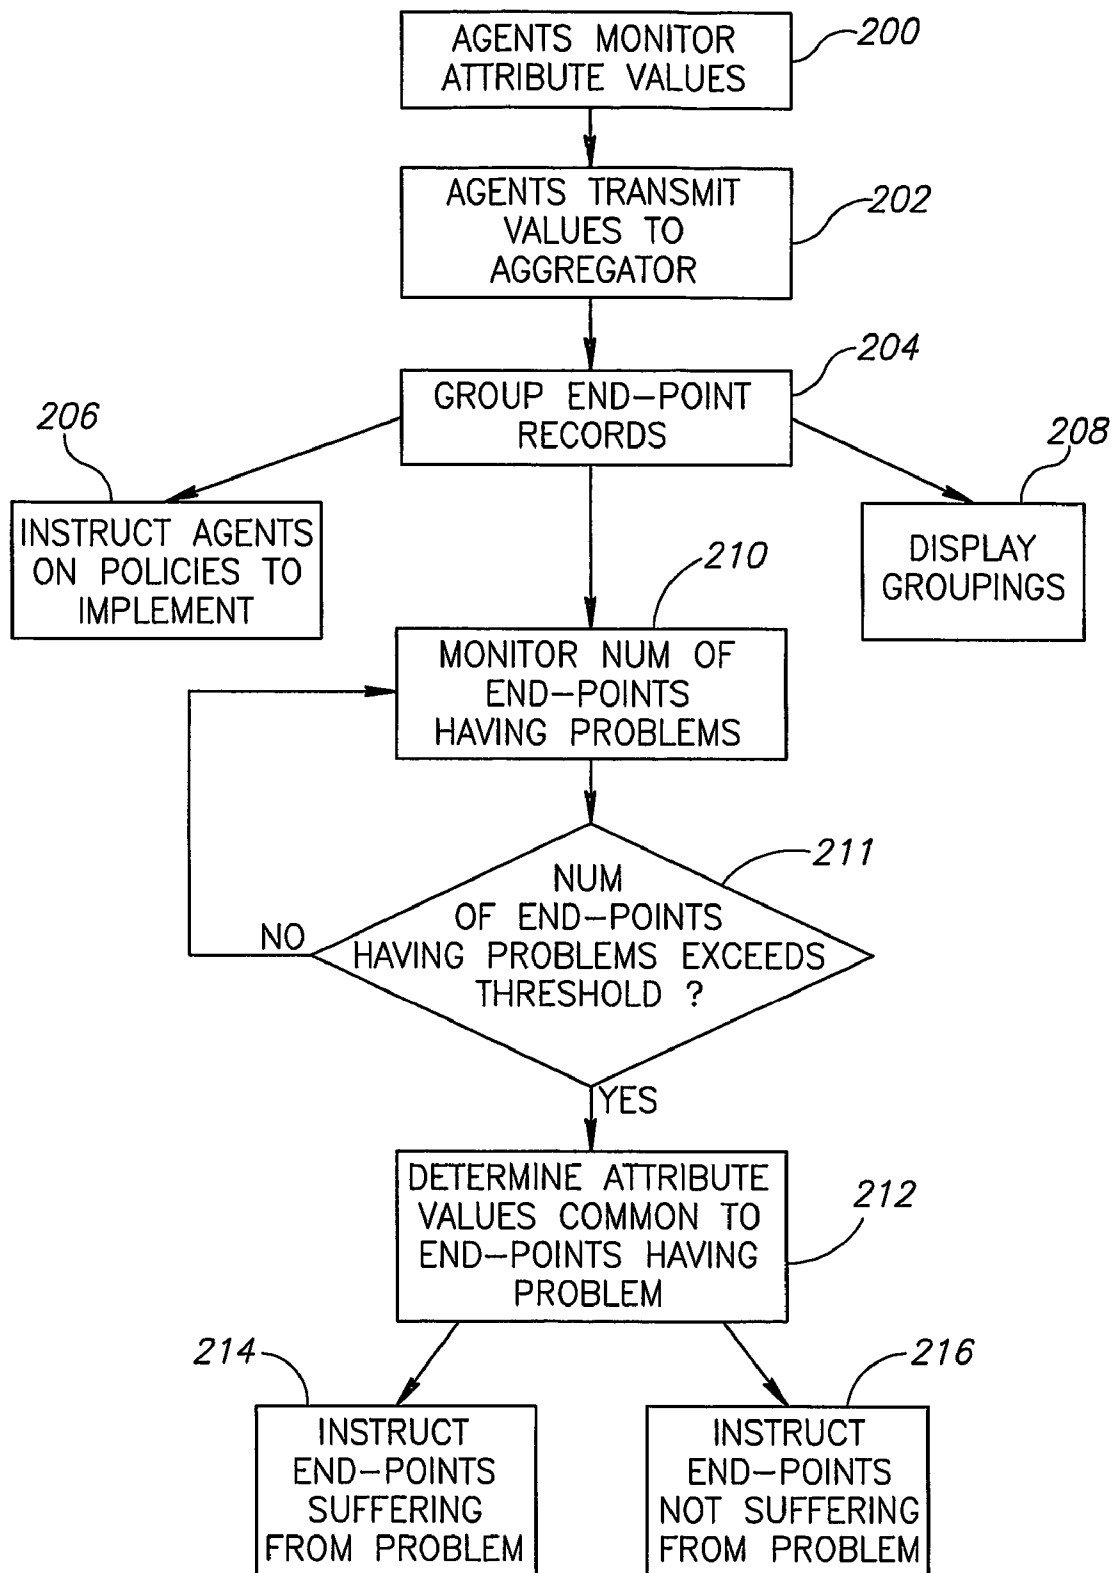 AGENTS MONITOR
ATTRIBUTE VALUES
200
AGENTS TRANSMIT
VALUES TO
AGGREGATOR
202
GROUP END-POINT
RECORDS
204
206
INSTRUCT AGENTS
ON POLICIES TO
IMPLEMENT
208
DISPLAY
GROUPINGS
210
MONITOR NUM OF
END-POINTS
HAVING PROBLEMS
211
NUM
OF END-POINTS
HAVING PROBLEMS EXCEEDS
THRESHOLD ?
NO
YES
DETERMINE ATTRIBUTE
VALUES COMMON TO
END-POINTS HAVING
PROBLEM
212
214
INSTRUCT
END-POINTS
SUFFERING
FROM PROBLEM
216
INSTRUCT
END-POINTS
NOT SUFFERING
FROM PROBLEM